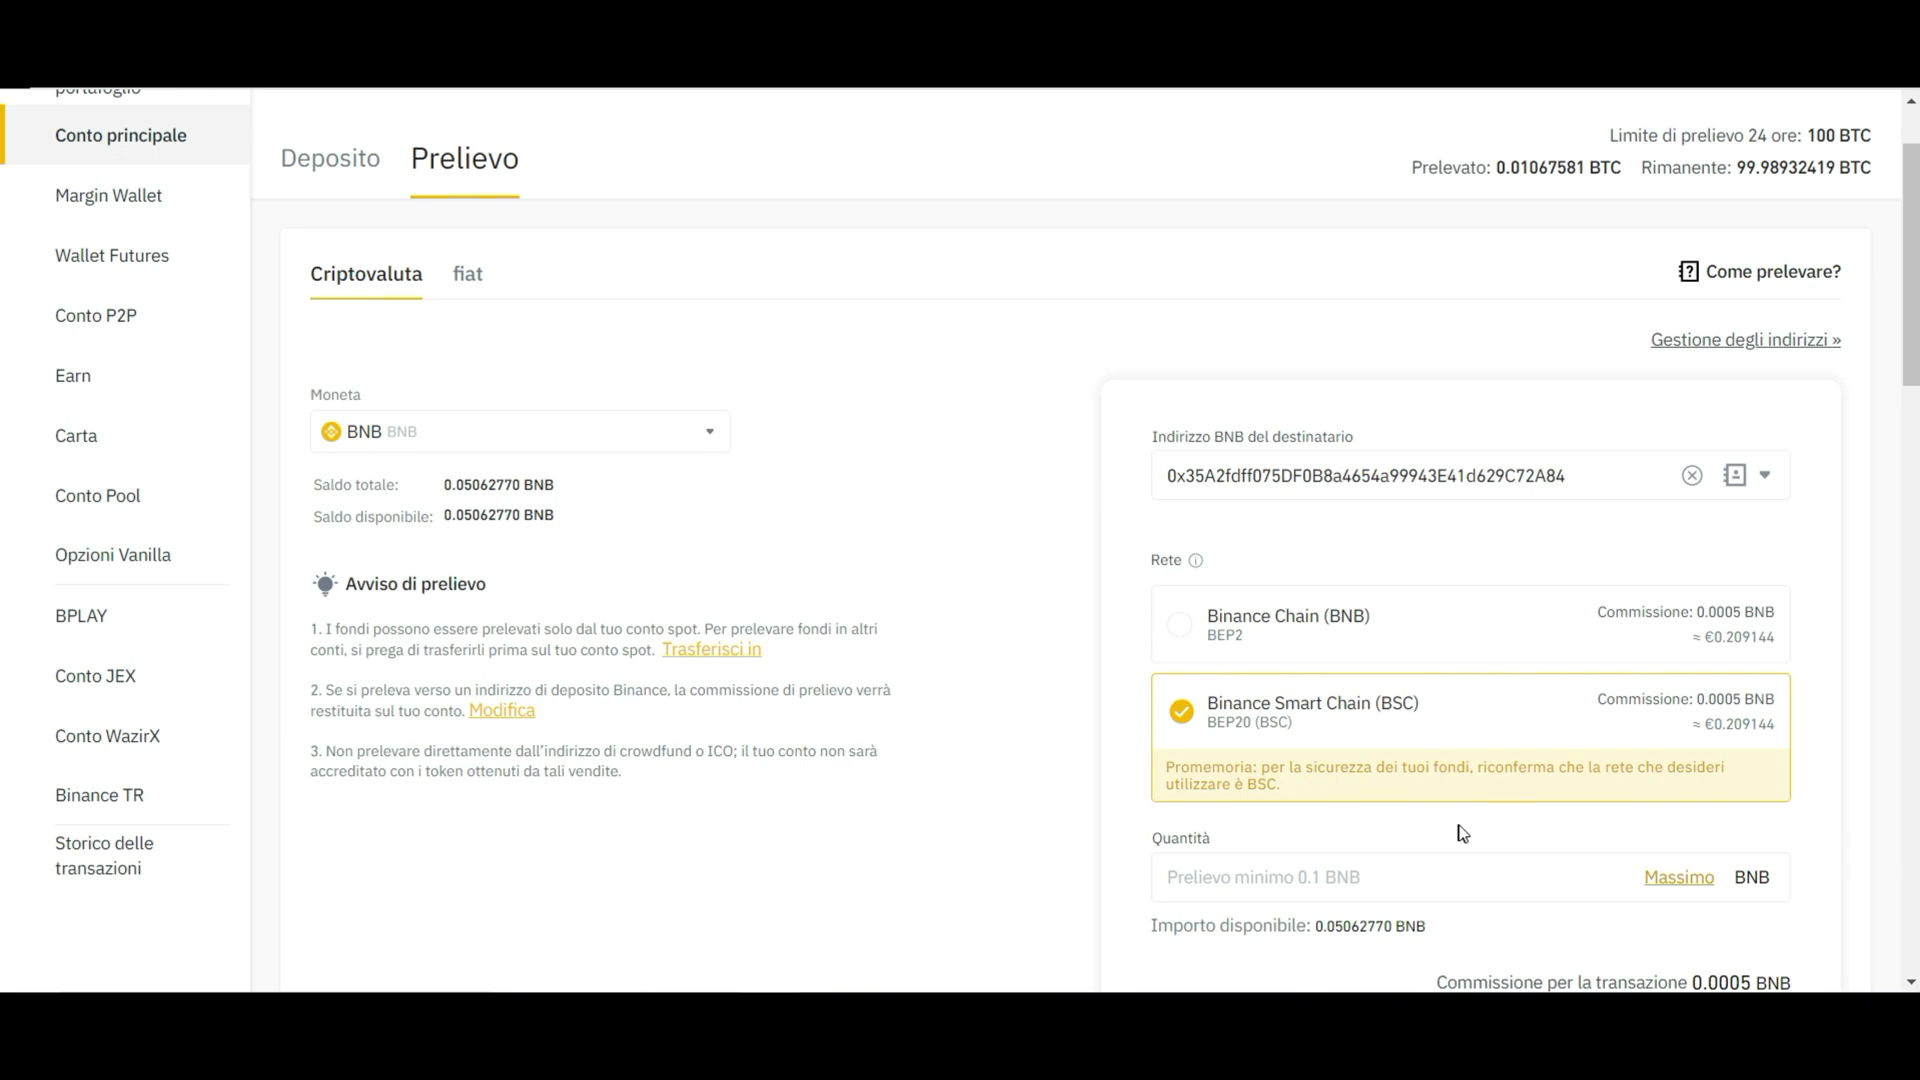 portafoglio
Conto principale
Margin Wallet
Wallet Futures
Conto P2P
Earn
Carta
Conto Pool
Opzioni Vanilla
BPLAY
Conto JEX
Conto WazirX
Binance TR
Storico delle
transazioni
Deposito Prelievo
Limite di prelievo 24 ore: 100 BTC
Prelevato: 0.01067581 BTC Rimanente: 99.98932419 BTC
Criptovaluta fiat
Come prelevare?
Gestione degli indirizzi »
Moneta
BNB BNB
Saldo totale: 0.05062770 BNB
Saldo disponibile: 0.05062770 BNB
Avviso di prelievo
1. I fondi possono essere prelevati solo dal tuo conto spot. Per prelevare fondi in altri
conti, si prega di trasferirli prima sul tuo conto spot. Trasferisci in
2. Se si preleva verso un indirizzo di deposito Binance, la commissione di prelievo verrà
restituita sul tuo conto. Modifica
3. Non prelevare direttamente dall'indirizzo di crowdfund o ICO; il tuo conto non sarà
accreditato con i token ottenuti da tali vendite.
Indirizzo BNB del destinatario
0x35A2fdff075DF0B8a4654a99943E41d629C72A84
Rete
Binance Chain (BNB) Commissione: 0.0005 BNB
BEP2 ≈ €0.209144
Binance Smart Chain (BSC) Commissione: 0.0005 BNB
BEP20 (BSC) ≈ €0.209144
Promemoria: per la sicurezza dei tuoi fondi, riconferma che la rete che desideri
utilizzare è BSC.
Quantità
Prelievo minimo 0.1 BNB Massimo BNB
Importo disponibile: 0.05062770 BNB
Commissione per la transazione 0.0005 BNB